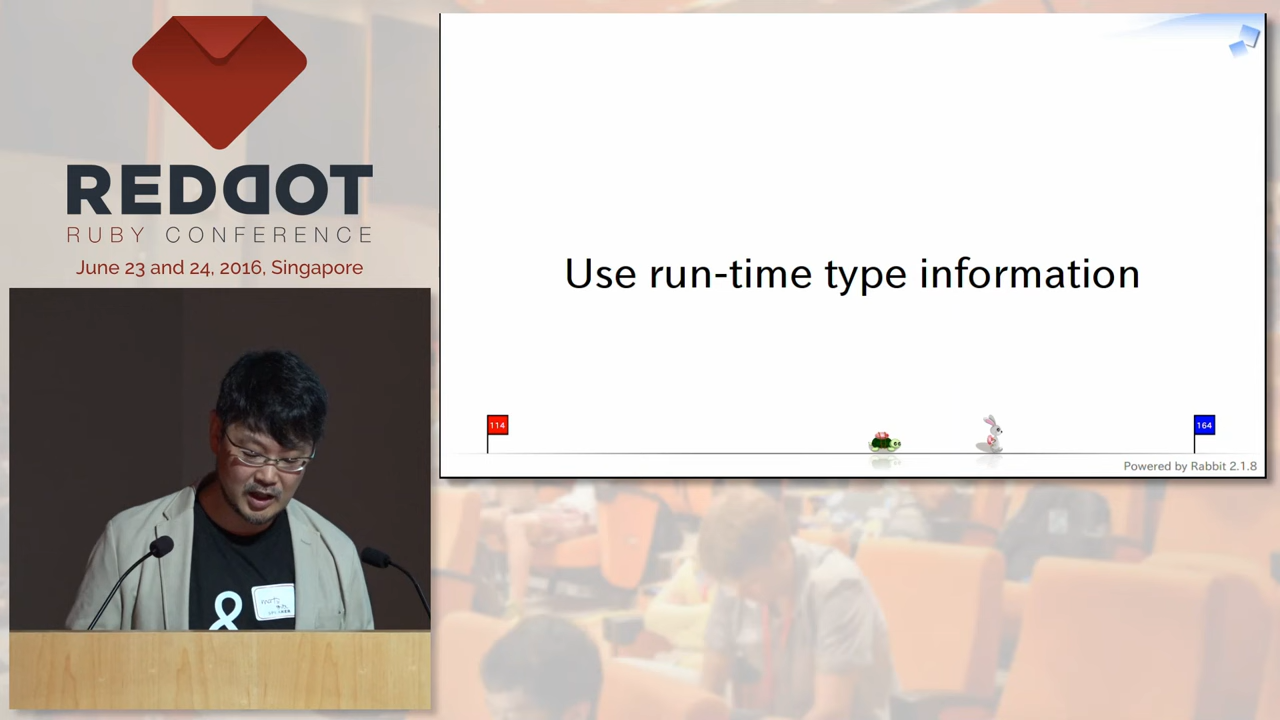 REDDOT
RUBY CONFERENCE
June 23 and 24, 2016, Singapore
Use run-time type information
114
164
Powered by Rabbit 2.1.8